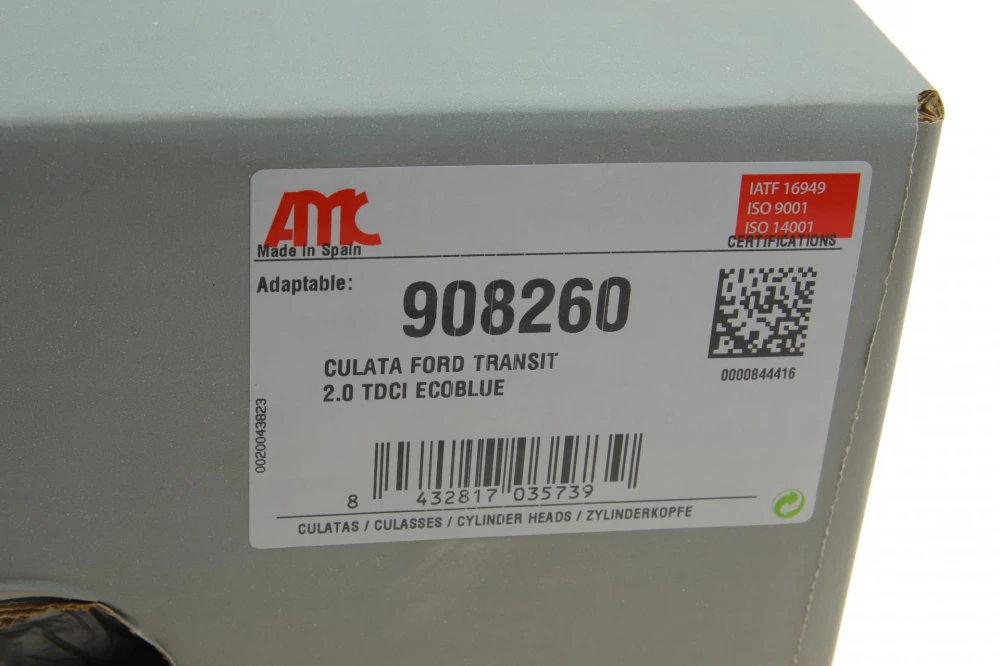 AMC
Made in Spain
IATF 16949
ISO 9001
ISO 14001
CERTIFICATIONS
Adaptable:
908260
CULATA FORD TRANSIT
2.0 TDCI ECOBLUE
0000844416
0020043823
8 432817 035739
CULATAS / CULASSES / CYLINDER HEADS / ZYLINDERKOPFE